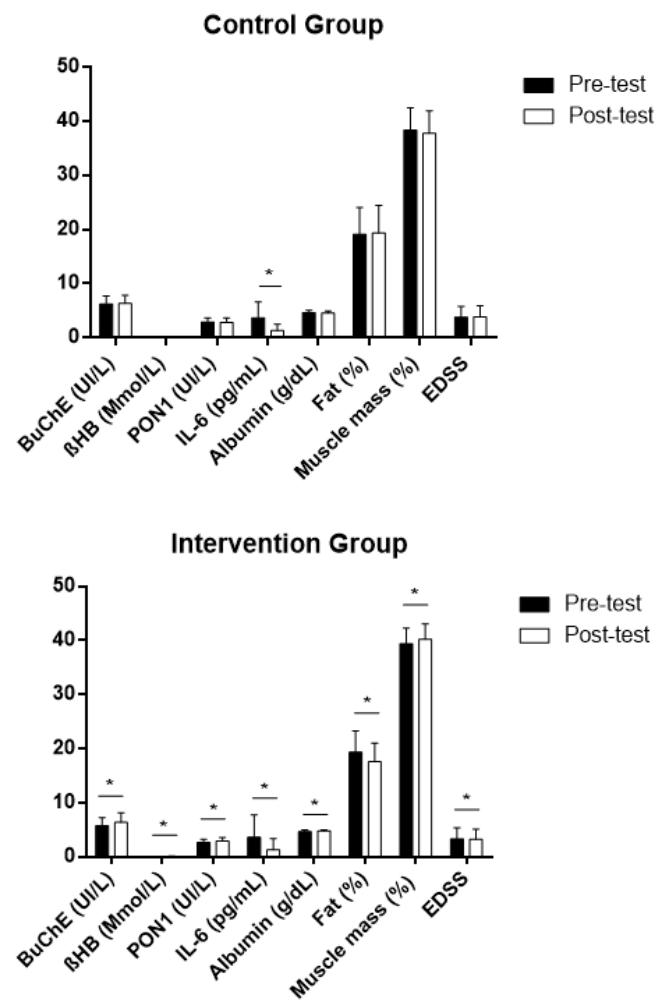 Control Group
50
40
30
20
10
0
Pre-test
Post-test
*
BuChE (UI/L)
ßHB (Mmol/L)
PON1 (UI/L)
IL-6 (pg/mL)
Albumin (g/dL)
Fat (%)
Muscle mass (%)
EDSS
Intervention Group
50
40
30
20
10
0
Pre-test
Post-test
*
*
*
*
*
*
*
*
BuChE (UI/L)
ßHB (Mmol/L)
PON1 (UI/L)
IL-6 (pg/mL)
Albumin (g/dL)
Fat (%)
Muscle mass (%)
EDSS